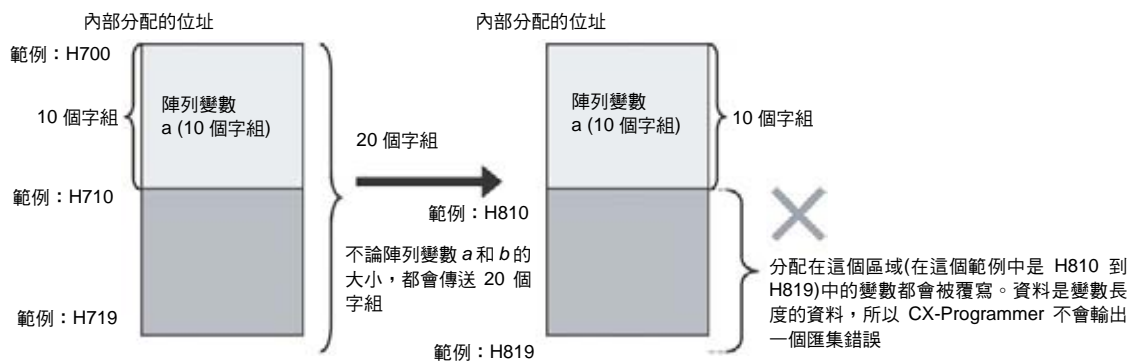 內部分配的位址
範例：H700
10 個字組
陣列變數
a (10 個字組)
範例：H710
範例：H719
20 個字組
不論陣列變數 a 和 b 的
大小，都會傳送 20 個
字組
內部分配的位址
陣列變數
a (10 個字組)
10 個字組
範例：H810
範例：H819
分配在這個區域(在這個範例中是 H810 到
H819)中的變數都會被覆寫。資料是變數長
度的資料，所以 CX-Programmer 不會輸出
一個匯集錯誤